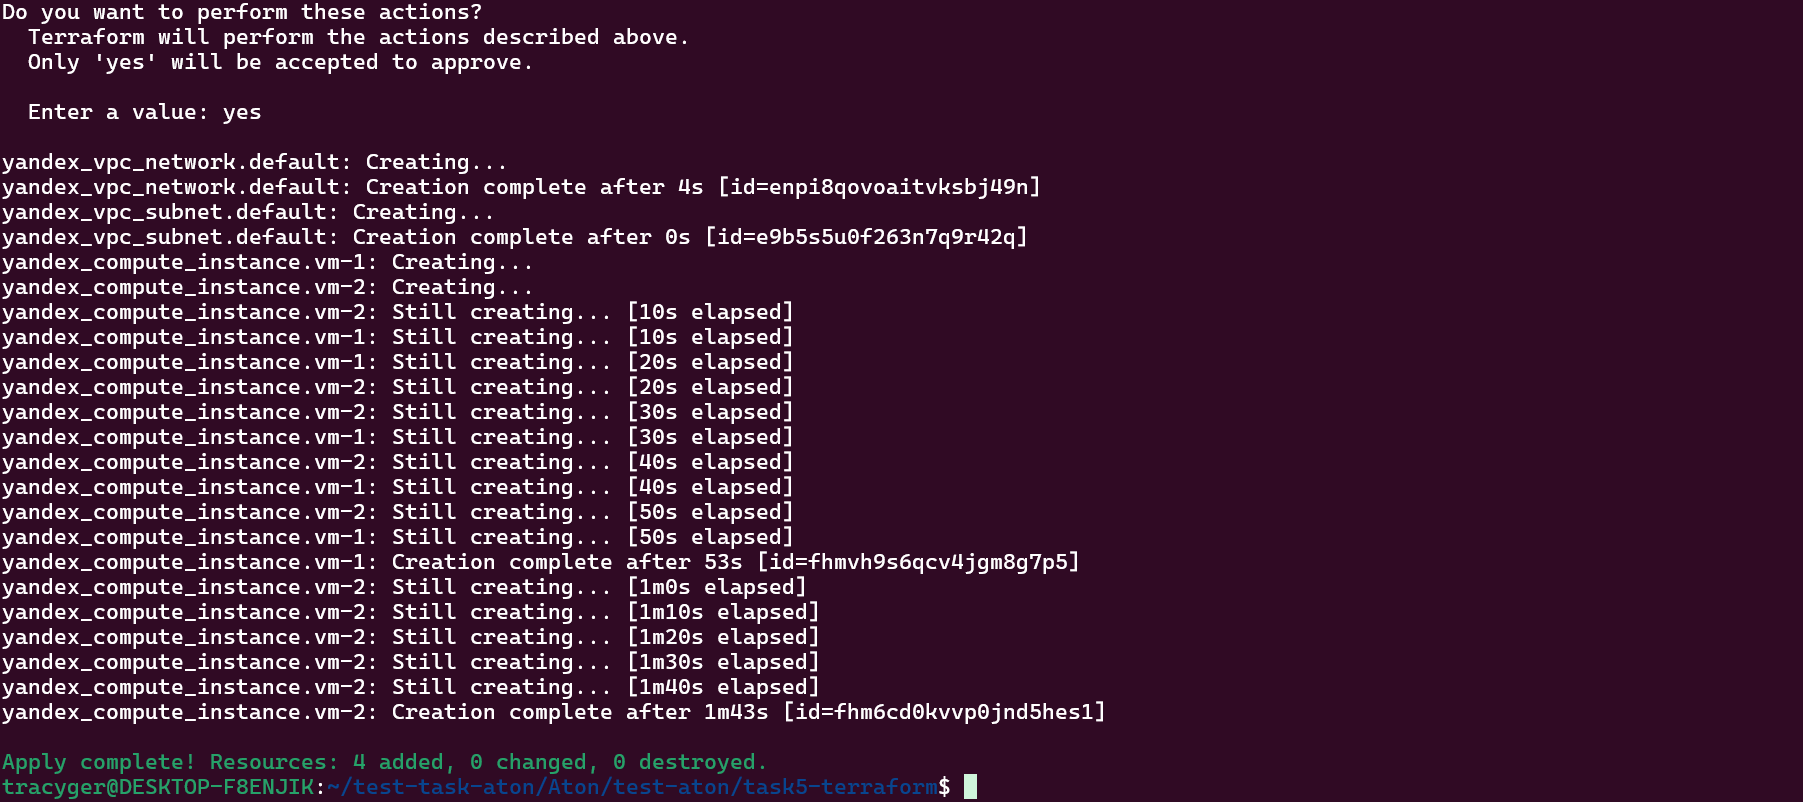 Do you want to perform these actions?
  Terraform will perform the actions described above.
  Only 'yes' will be accepted to approve.

  Enter a value: yes

yandex_vpc_network.default: Creating...
yandex_vpc_network.default: Creation complete after 4s [id=enpi8qovoaitvksbj49n]
yandex_vpc_subnet.default: Creating...
yandex_vpc_subnet.default: Creation complete after 0s [id=e9b5s5u0f263n7q9r42q]
yandex_compute_instance.vm-1: Creating...
yandex_compute_instance.vm-2: Creating...
yandex_compute_instance.vm-2: Still creating... [10s elapsed]
yandex_compute_instance.vm-1: Still creating... [10s elapsed]
yandex_compute_instance.vm-1: Still creating... [20s elapsed]
yandex_compute_instance.vm-2: Still creating... [20s elapsed]
yandex_compute_instance.vm-2: Still creating... [30s elapsed]
yandex_compute_instance.vm-1: Still creating... [30s elapsed]
yandex_compute_instance.vm-2: Still creating... [40s elapsed]
yandex_compute_instance.vm-1: Still creating... [40s elapsed]
yandex_compute_instance.vm-2: Still creating... [50s elapsed]
yandex_compute_instance.vm-1: Still creating... [50s elapsed]
yandex_compute_instance.vm-1: Creation complete after 53s [id=fhmvh9s6qcv4jgm8g7p5]
yandex_compute_instance.vm-2: Still creating... [1m0s elapsed]
yandex_compute_instance.vm-2: Still creating... [1m10s elapsed]
yandex_compute_instance.vm-2: Still creating... [1m20s elapsed]
yandex_compute_instance.vm-2: Still creating... [1m30s elapsed]
yandex_compute_instance.vm-2: Still creating... [1m40s elapsed]
yandex_compute_instance.vm-2: Creation complete after 1m43s [id=fhm6cd0kvvp0jnd5hes1]

Apply complete! Resources: 4 added, 0 changed, 0 destroyed.
tracyger@DESKTOP-F8ENJIK:~/test-task-aton/Aton/test-aton/task5-terraform$